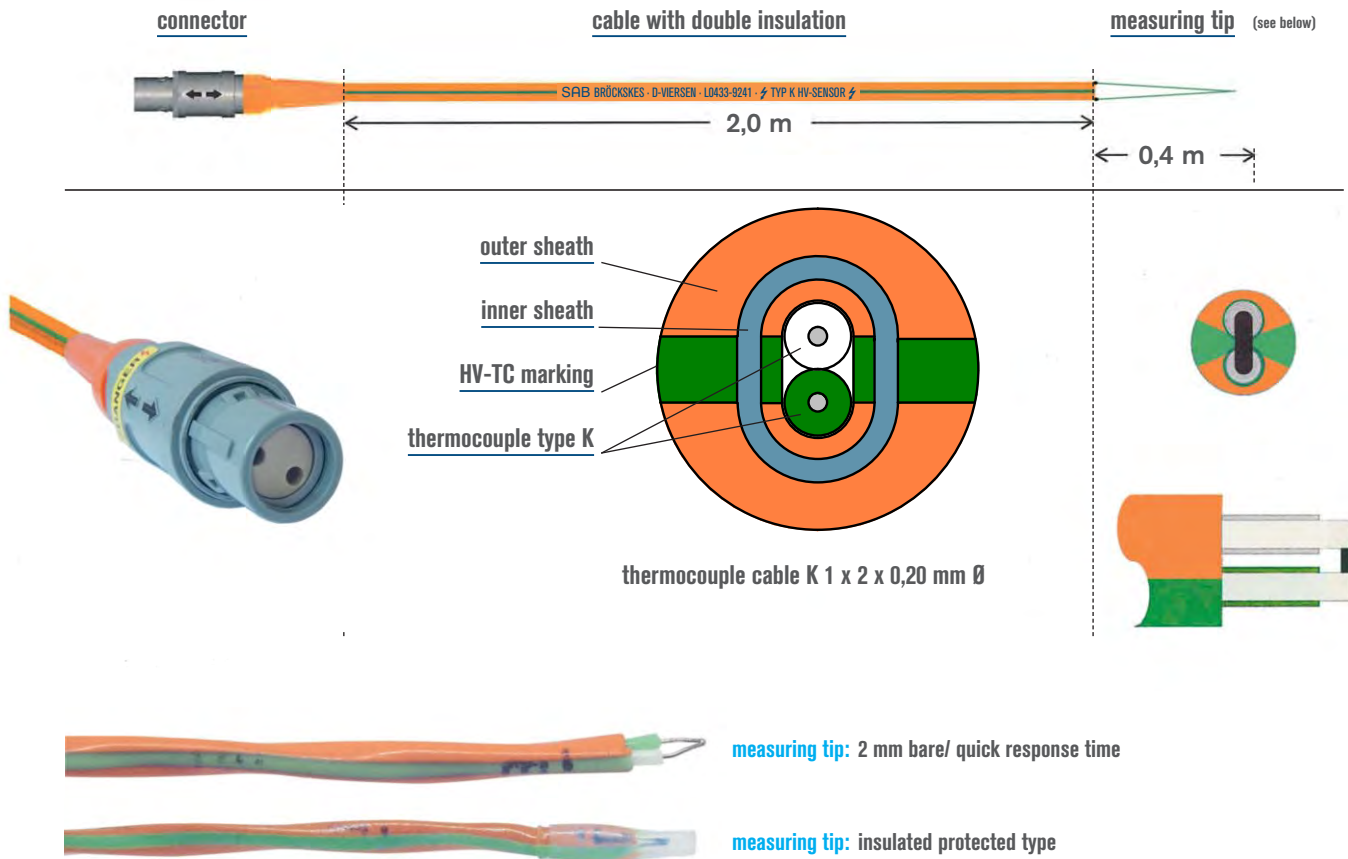 connector
cable with double insulation
measuring tip (see below)
SAB BRÖCKSKES · D-VIERSEN · L0433-9241 · TYP K HV-SENSOR
2,0 m
0,4 m
outer sheath
inner sheath
HV-TC marking
thermocouple type K
DANGER
thermocouple cable K 1 x 2 x 0,20 mm Ø
measuring tip: 2 mm bare/ quick response time
measuring tip: insulated protected type